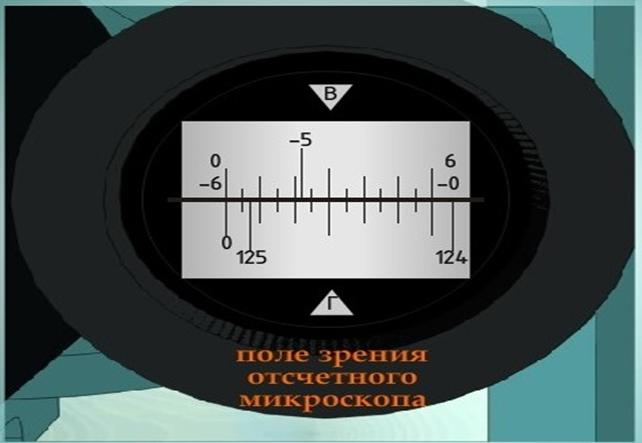 В
–5
0 6
–6 –0
0
125 124
Г
поле зрения
отсчетного
микроскопа